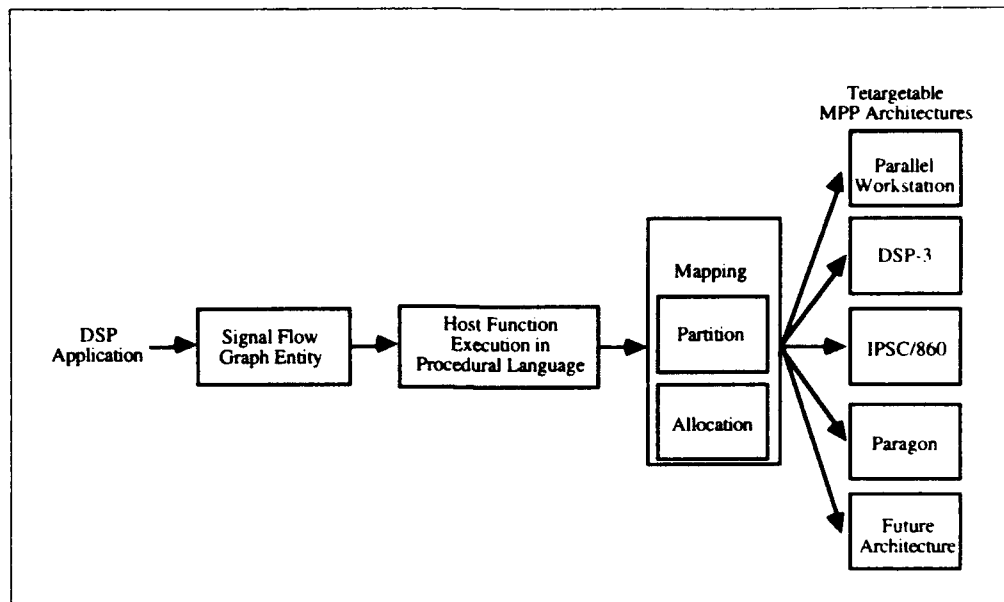 Tetargetable
MPP Architectures
Parallel
Workstation
DSP-3
IPSC/860
Paragon
Future
Architecture
Mapping
Partition
Allocation
Host Function
Execution in
Procedural Language
Signal Flow
Graph Entity
DSP
Application